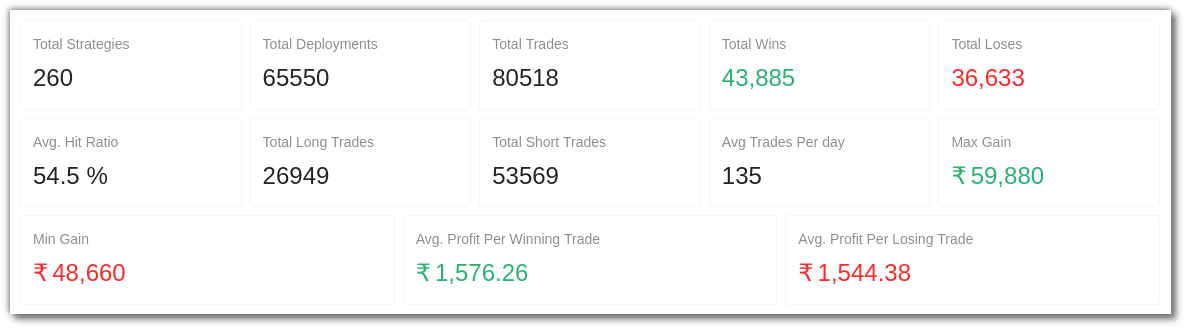 Total Strategies
260
Total Deployments
65550
Total Trades
80518
Total Wins
43,885
Total Loses
36,633
Avg. Hit Ratio
54.5 %
Total Long Trades
26949
Total Short Trades
53569
Avg Trades Per day
135
Max Gain
₹ 59,880
Min Gain
₹ 48,660
Avg. Profit Per Winning Trade
₹ 1,576.26
Avg. Profit Per Losing Trade
₹ 1,544.38